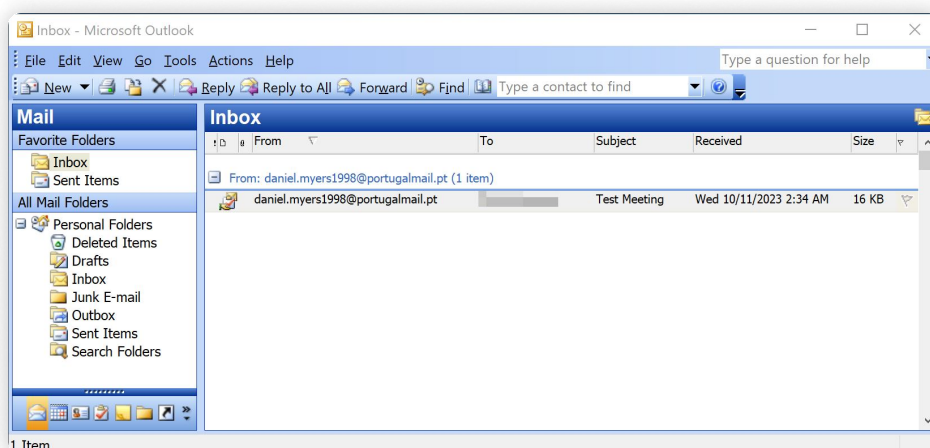 Inbox - Microsoft Outlook
File Edit View Go Tools Actions Help Type a question for help
New Reply Reply to All Forward Find Type a contact to find
Mail
Inbox
Favorite Folders
From To Subject Received Size
Inbox
From: daniel.myers1998@portugalmail.pt (1 item)
Sent Items
All Mail Folders
daniel.myers1998@portugalmail.pt Test Meeting Wed 10/11/2023 2:34 AM 16 KB
Personal Folders
Deleted Items
Drafts
Inbox
Junk E-mail
Outbox
Sent Items
Search Folders
1 Item